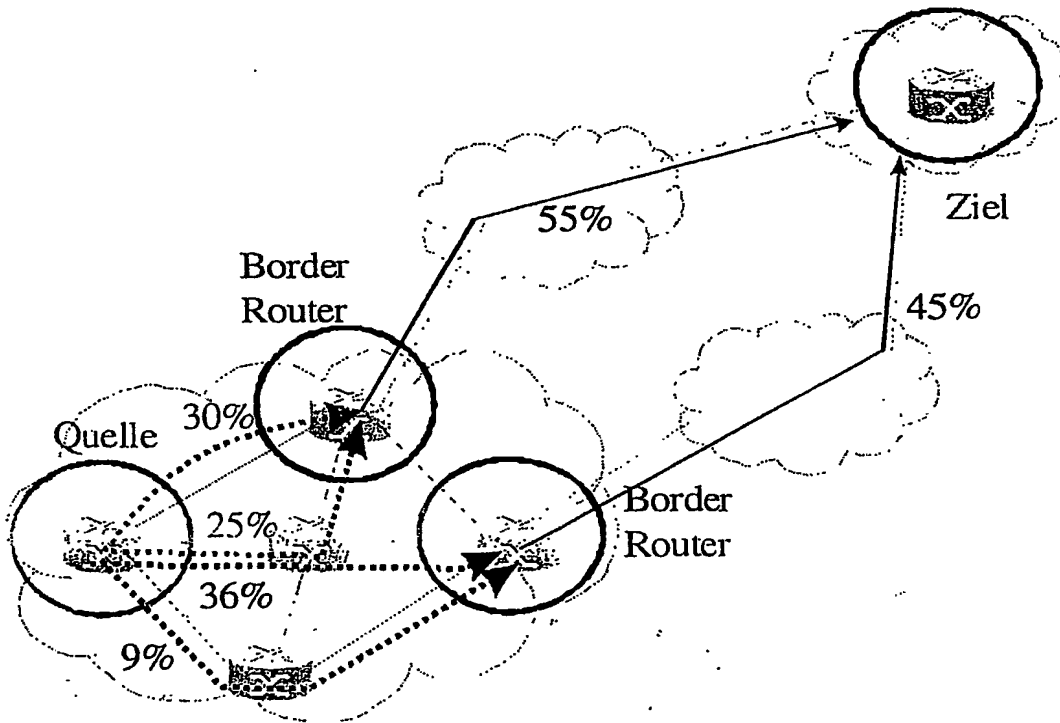 Ziel
55%
45%
Border
Router
30%
Quelle
25%
Border
Router
36%
9%